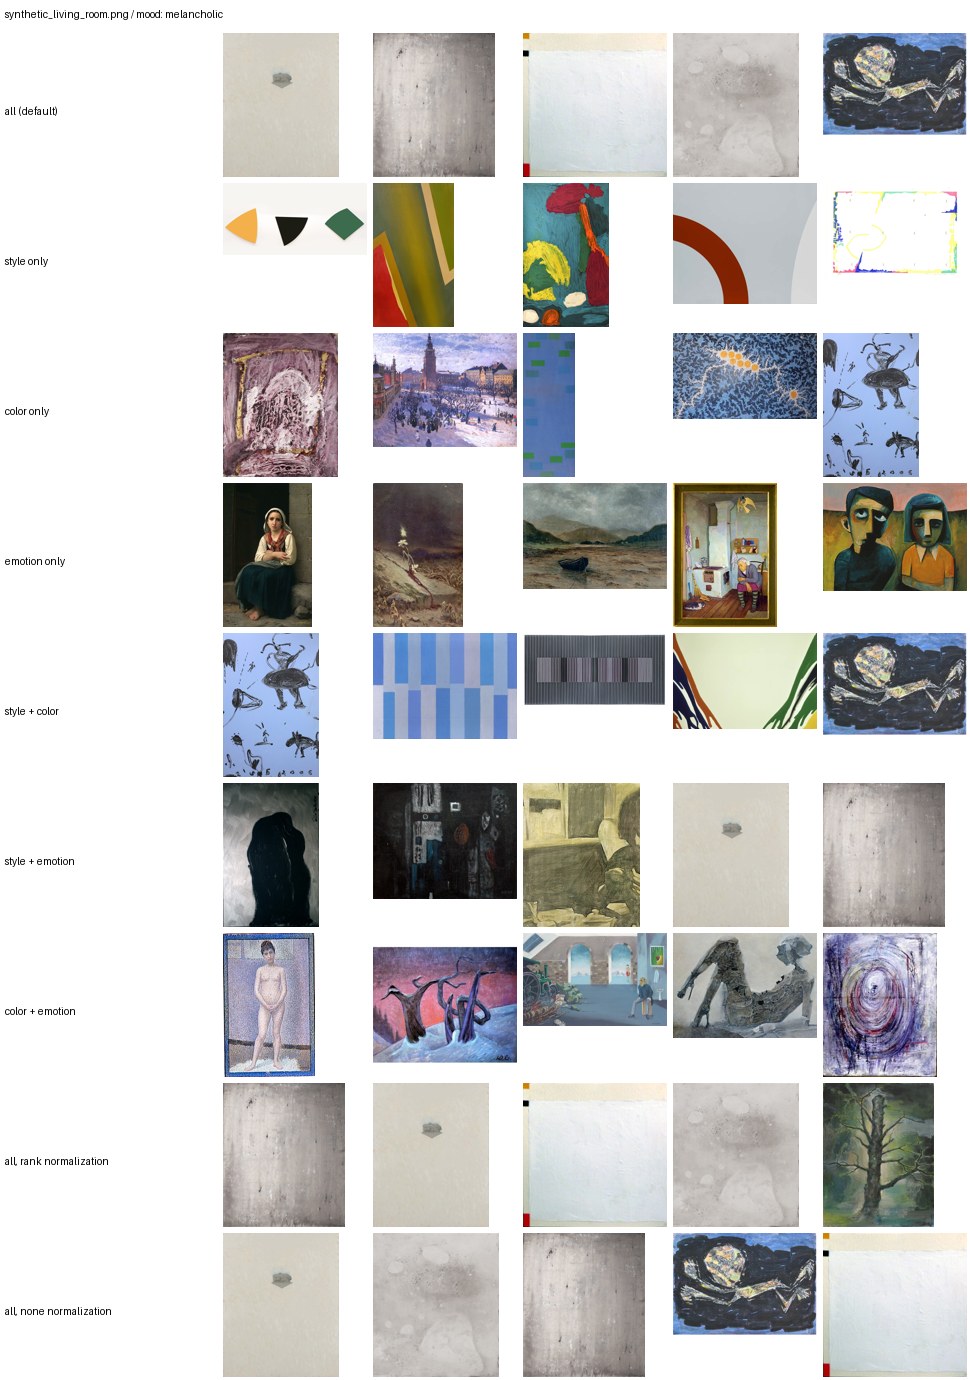 synthetic_living_room.png / mood: melancholic
all (default)
style only
color only
emotion only
style + color
style + emotion
color + emotion
all, rank normalization
all, none normalization